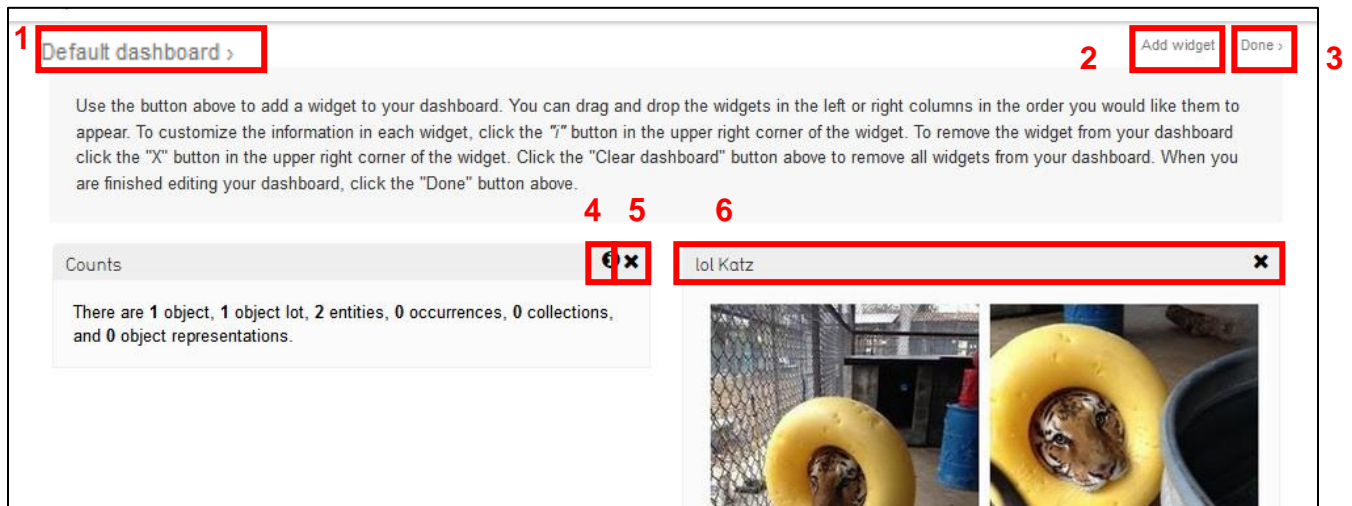 1
Default dashboard ›
2
Add widget
Done ›
3
Use the button above to add a widget to your dashboard. You can drag and drop the widgets in the left or right columns in the order you would like them to
appear. To customize the information in each widget, click the "i" button in the upper right corner of the widget. To remove the widget from your dashboard
click the "X" button in the upper right corner of the widget. Click the "Clear dashboard" button above to remove all widgets from your dashboard. When you
are finished editing your dashboard, click the "Done" button above.
4 5 6
Counts
lol Katz
There are 1 object, 1 object lot, 2 entities, 0 occurrences, 0 collections,
and 0 object representations.